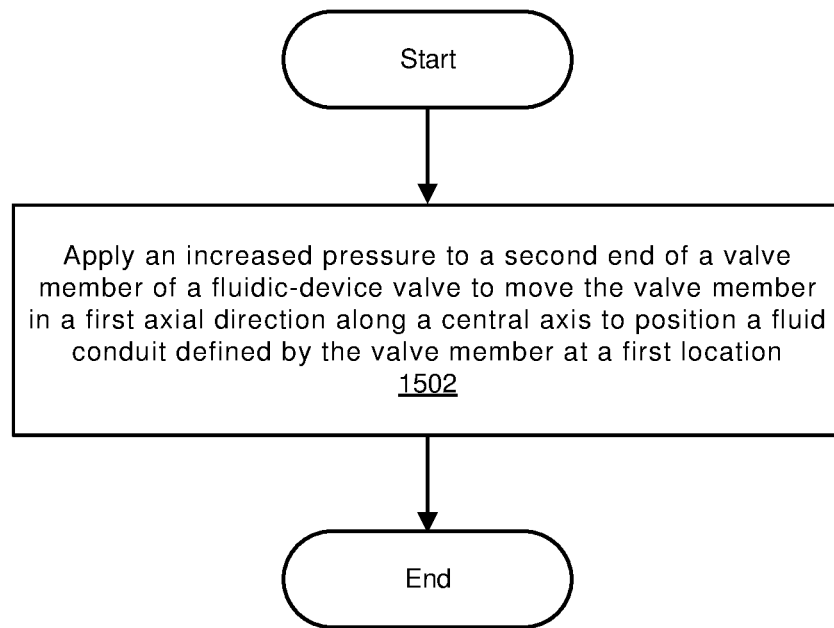 Start
Apply an increased pressure to a second end of a valve
member of a fluidic-device valve to move the valve member
in a first axial direction along a central axis to position a fluid
conduit defined by the valve member at a first location
1502
End